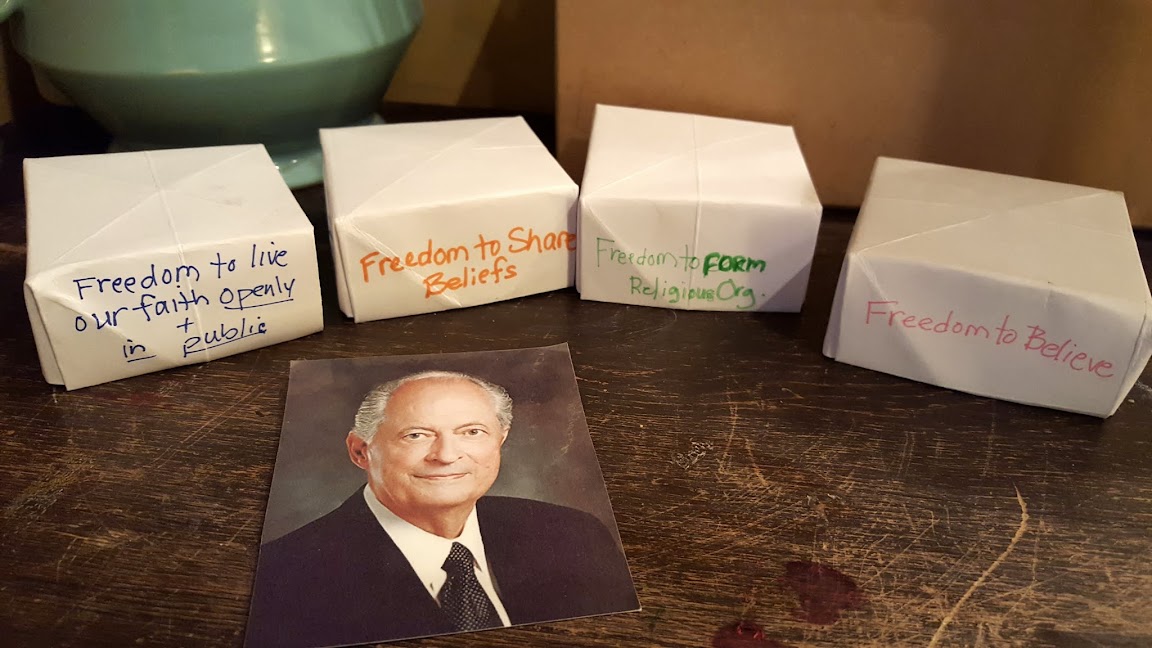 Freedom to live
our faith openly
+
in public
Freedom to Share
Beliefs
Freedom to FORM
Religious Org.
Freedom to Believe